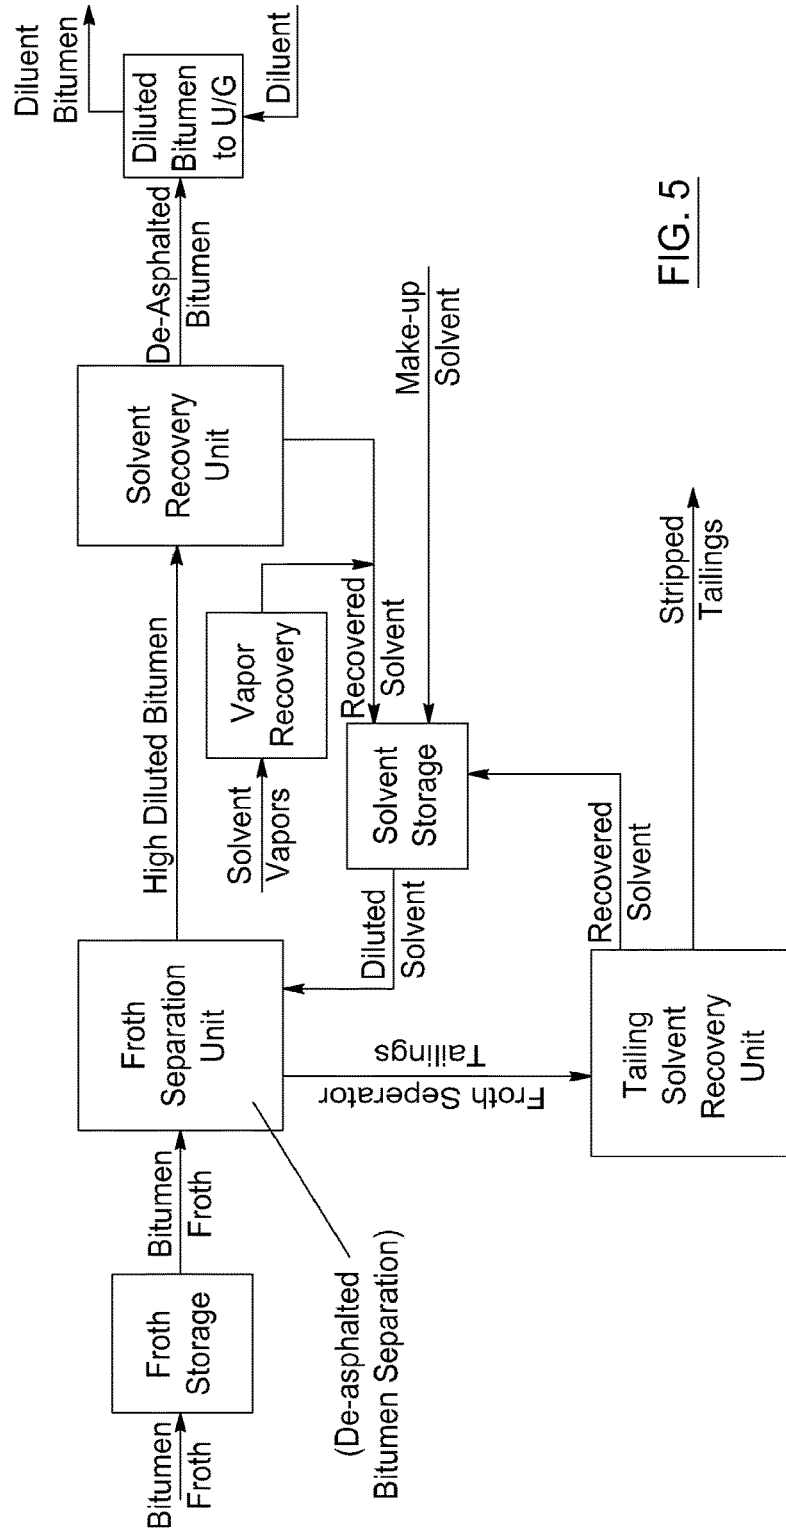 Bitumen
Froth
Froth
Storage
Bitumen
Froth
Froth
Separation
Unit
(De-asphalted
Bitumen Separation)
High Diluted Bitumen
Solvent
Recovery
Unit
De-Asphalted
Bitumen
Diluted
Bitumen
to U/G
Diluent
Bitumen
Diluent
Solvent
Vapors
Vapor
Recovery
Recovered
Solvent
Make-up
Solvent
Solvent
Storage
Diluted
Solvent
Froth Seperator
Tailings
Tailing
Solvent
Recovery
Unit
Recovered
Solvent
Stripped
Tailings
FIG. 5